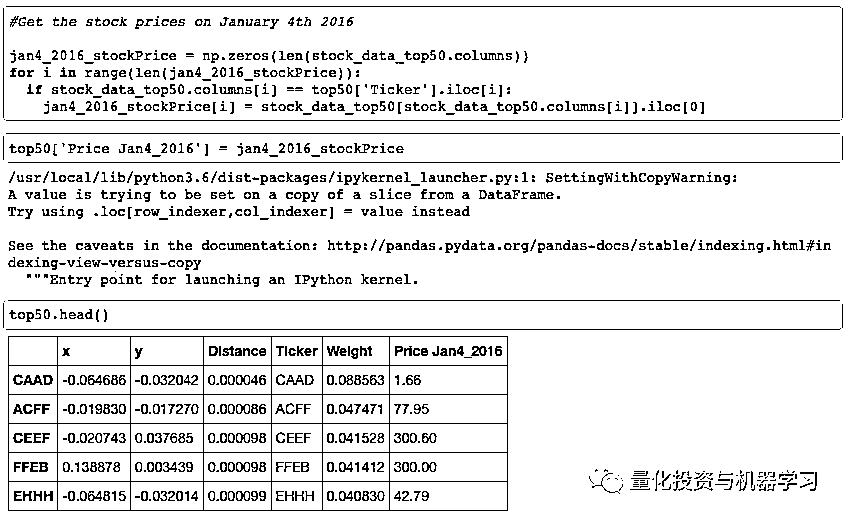 #Get the stock prices on January 4th 2016
jan4_2016_stockPrice = np.zeros(len(stock_data_top50.columns))
for i in range(len(jan4_2016_stockPrice)):
  if stock_data_top50.columns[i] == top50['Ticker'].iloc[i]:
    jan4_2016_stockPrice[i] = stock_data_top50[stock_data_top50.columns[i]].iloc[0]
top50['Price Jan4_2016'] = jan4_2016_stockPrice
/usr/local/lib/python3.6/dist-packages/ipykernel_launcher.py:1: SettingWithCopyWarning:
A value is trying to be set on a copy of a slice from a DataFrame.
Try using .loc[row_indexer,col_indexer] = value instead
See the caveats in the documentation: http://pandas.pydata.org/pandas-docs/stable/indexing.html#in
dexing-view-versus-copy
  """Entry point for launching an IPython kernel.
top50.head()
x y Distance Ticker Weight Price Jan4_2016
CAAD -0.064686 -0.032042 0.000046 CAAD 0.088563 1.66
ACFF -0.019830 -0.017270 0.000086 ACFF 0.047471 77.95
CEEF -0.020743 0.037685 0.000098 CEEF 0.041528 300.60
FFEB 0.138878 0.003439 0.000098 FFEB 0.041412 300.00
EHHH -0.064815 -0.032014 0.000099 EHHH 0.040830 42.79
量化投资与机器学习